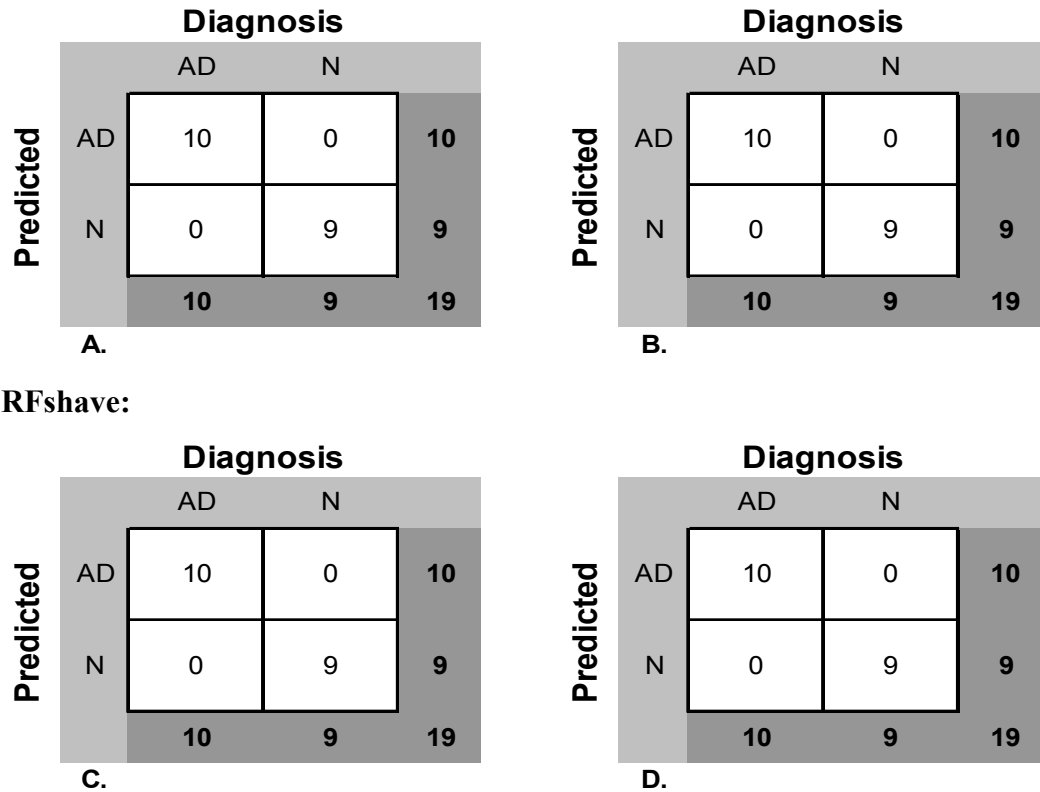 Diagnosis Diagnosis
AD N AD N
Predicted Predicted
AD 10 0 10 AD 10 0 10
N 0 9 9 N 0 9 9
10 9 19 10 9 19
A. B.
RFshave:
Diagnosis Diagnosis
AD N AD N
Predicted Predicted
AD 10 0 10 AD 10 0 10
N 0 9 9 N 0 9 9
10 9 19 10 9 19
C. D.